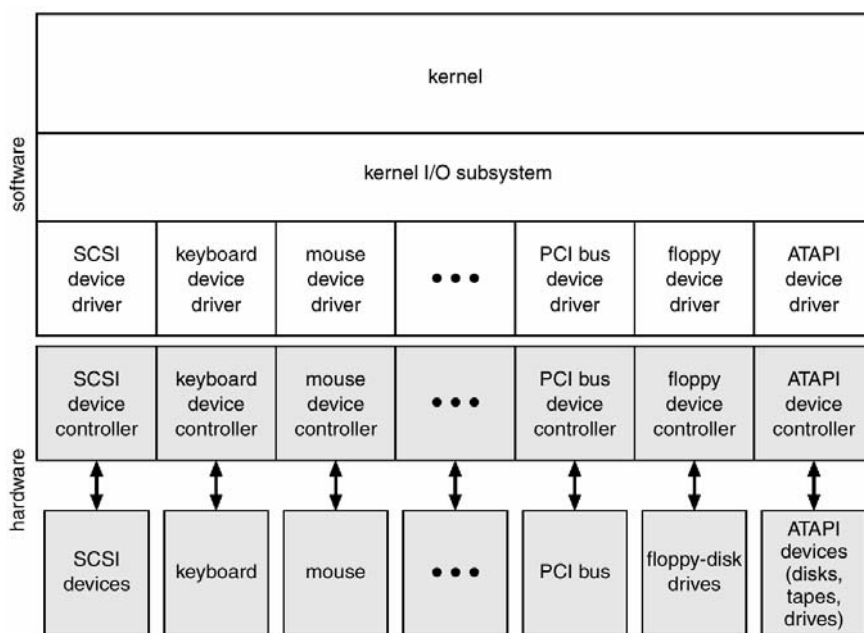 software
kernel
kernel I/O subsystem
SCSI
device
driver
keyboard
device
driver
mouse
device
driver
•••
PCI bus
device
driver
floppy
device
driver
ATAPI
device
driver
hardware
SCSI
device
controller
keyboard
device
controller
mouse
device
controller
•••
PCI bus
device
controller
floppy
device
controller
ATAPI
device
controller
SCSI
devices
keyboard
mouse
•••
PCI bus
floppy-disk
drives
ATAPI
devices
(disks,
tapes,
drives)